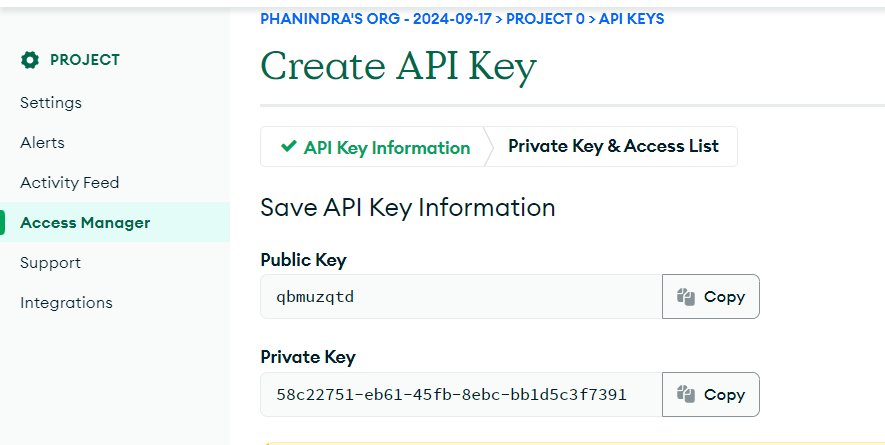 PHANINDRA'S ORG - 2024-09-17 > PROJECT 0 > API KEYS
PROJECT
Settings
Alerts
Activity Feed
Access Manager
Support
Integrations
Create API Key
API Key Information
Private Key & Access List
Save API Key Information
Public Key
qbmuzqtd
Copy
Private Key
58c22751-eb61-45fb-8ebc-bb1d5c3f7391
Copy